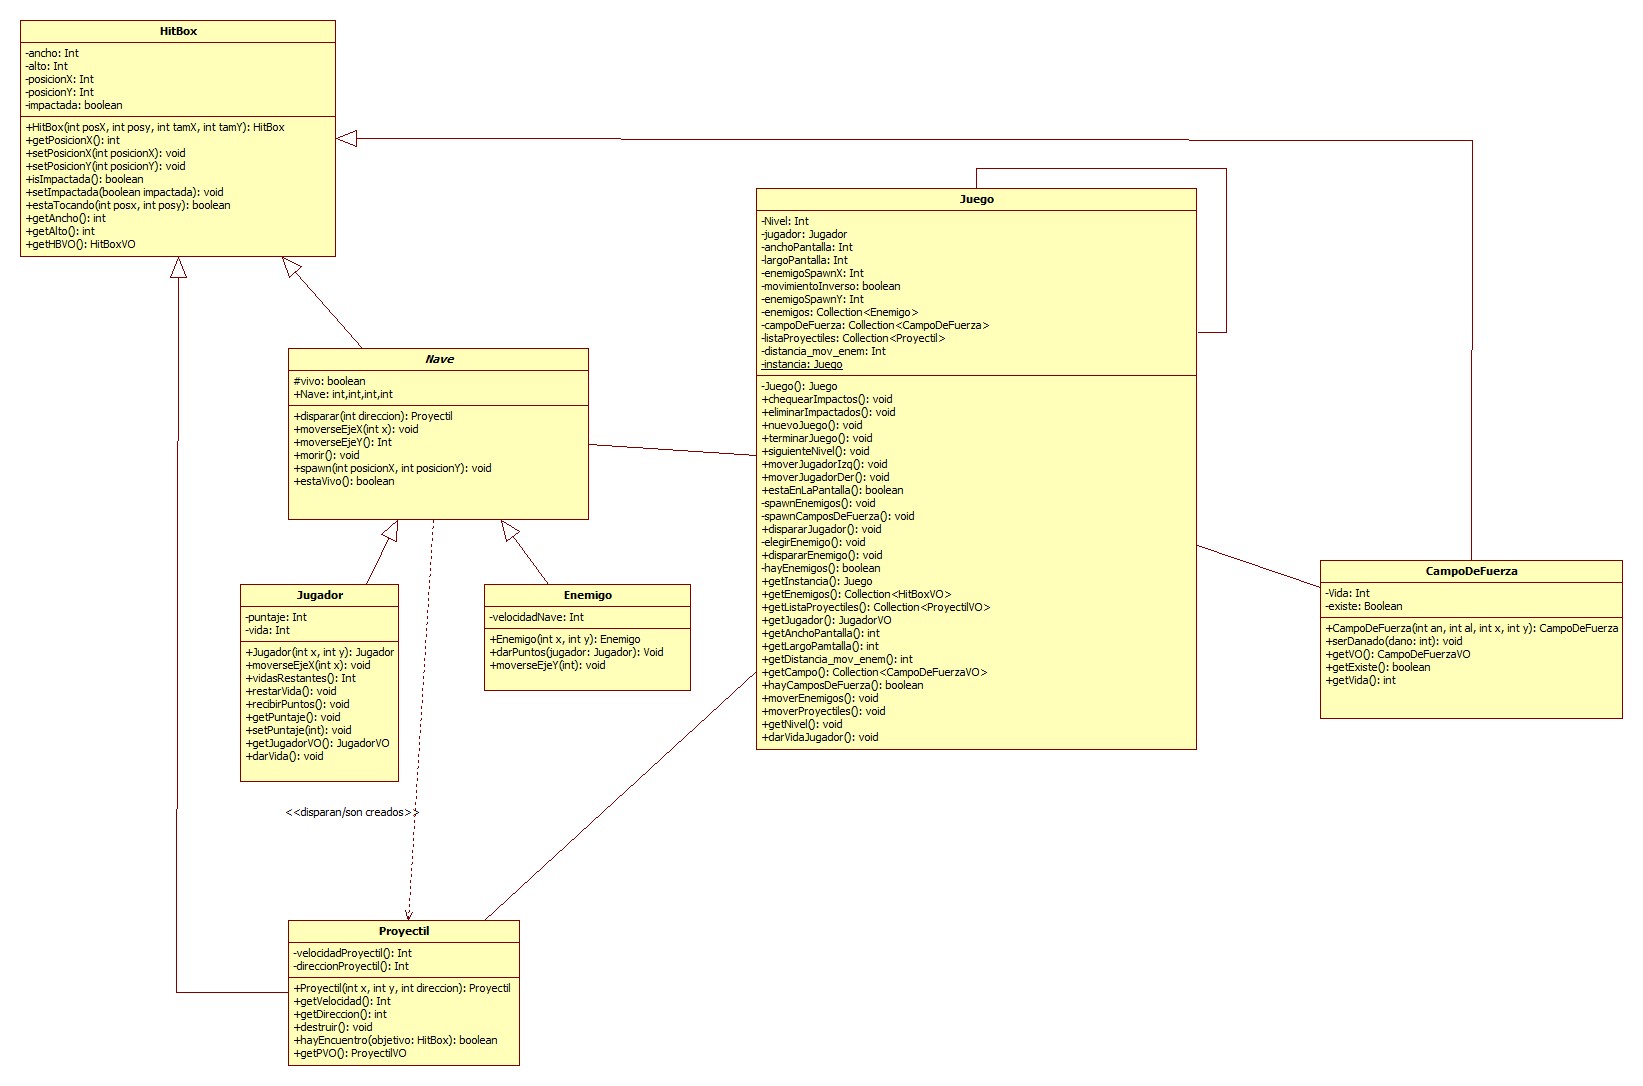 HitBox
-ancho: Int
-alto: Int
-posicionX: Int
-posicionY: Int
-impactada: boolean
+HitBox(int posX, int posy, int tamX, int tamY): HitBox
+getPosicionX(): int
+setPosicionX(int posicionX): void
+setPosicionY(int posicionY): void
+isImpactada(): boolean
+setImpactada(boolean impactada): void
+estaTocando(int posx, int posy): boolean
+getAncho(): int
+getAlto(): int
+getHBVO(): HitBoxVO
Juego
-Nivel: Int
-jugador: Jugador
-anchoPantalla: Int
-largoPantalla: Int
-enemigoSpawnX: Int
-movimientoInverso: boolean
-enemigoSpawnY: Int
-enemigos: Collection<Enemigo>
-campoDeFuerza: Collection<CampoDeFuerza>
-listaProyectiles: Collection<Proyectil>
-distancia_mov_enem: Int
-instancia: Juego
-Juego(): Juego
+chequearImpactos(): void
+eliminarImpactados(): void
+nuevoJuego(): void
+terminarJuego(): void
+siguienteNivel(): void
+moverJugadorIzq(): void
+moverJugadorDer(): void
+estaEnLaPantalla(): boolean
-spawnEnemigos(): void
-spawnCamposDeFuerza(): void
+dispararJugador(): void
-elegirEnemigo(): void
+dispararEnemigo(): void
-hayEnemigos(): boolean
+getInstancia(): Juego
+getEnemigos(): Collection<HitBoxVO>
+getListaProyectiles(): Collection<ProyectilVO>
+getJugador(): JugadorVO
+getAnchoPantalla(): int
+getLargoPamtalla(): int
+getDistancia_mov_enem(): int
+getCampo(): Collection<CampoDeFuerzaVO>
+hayCamposDeFuerza(): boolean
+moverEnemigos(): void
+moverProyectiles(): void
+getNivel(): void
+darVidaJugador(): void
Nave
#vivo: boolean
+Nave: int,int,int,int
+disparar(int direccion): Proyectil
+moverseEjeX(int x): void
+moverseEjeY(): Int
+morir(): void
+spawn(int posicionX, int posicionY): void
+estaVivo(): boolean
CampoDeFuerza
-Vida: Int
-existe: Boolean
+CampoDeFuerza(int an, int al, int x, int y): CampoDeFuerza
+serDanado(dano: int): void
+getVO(): CampoDeFuerzaVO
+getExiste(): boolean
+getVida(): int
Jugador
-puntaje: Int
-vida: Int
+Jugador(int x, int y): Jugador
+moverseEjeX(int x): void
+vidasRestantes(): Int
+restarVida(): void
+recibirPuntos(): void
+getPuntaje(): void
+setPuntaje(int): void
+getJugadorVO(): JugadorVO
+darVida(): void
Enemigo
-velocidadNave: Int
+Enemigo(int x, int y): Enemigo
+darPuntos(jugador: Jugador): Void
+moverseEjeY(int): void
<<disparan/son creados>>
Proyectil
-velocidadProyectil(): Int
-direccionProyectil(): Int
+Proyectil(int x, int y, int direccion): Proyectil
+getVelocidad(): Int
+getDireccion(): int
+destruir(): void
+hayEncuentro(objetivo: HitBox): boolean
+getPVO(): ProyectilVO